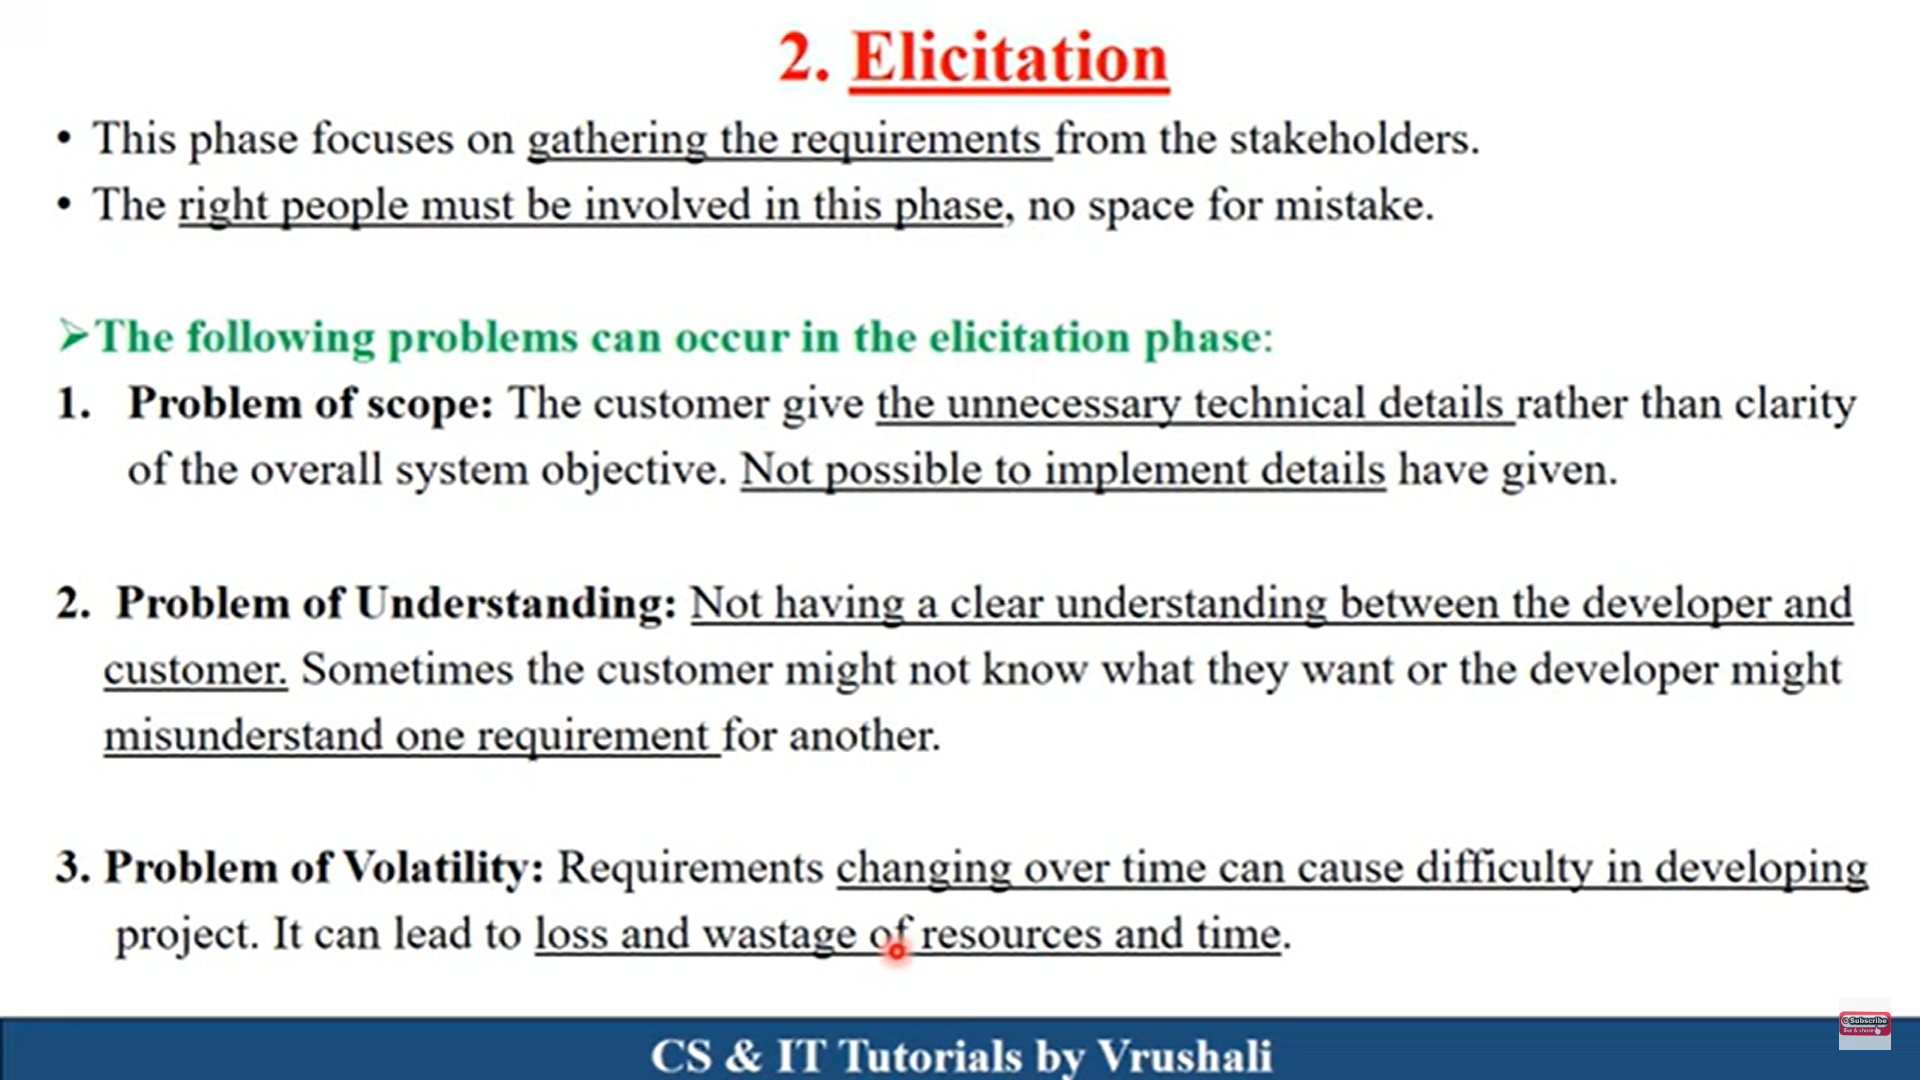 2. Elicitation
• This phase focuses on gathering the requirements from the stakeholders.
• The right people must be involved in this phase, no space for mistake.
➢The following problems can occur in the elicitation phase:
1. Problem of scope: The customer give the unnecessary technical details rather than clarity
of the overall system objective. Not possible to implement details have given.
2. Problem of Understanding: Not having a clear understanding between the developer and
customer. Sometimes the customer might not know what they want or the developer might
misunderstand one requirement for another.
3. Problem of Volatility: Requirements changing over time can cause difficulty in developing
project. It can lead to loss and wastage of resources and time.
Subscribe
CS & IT Tutorials by Vrushali